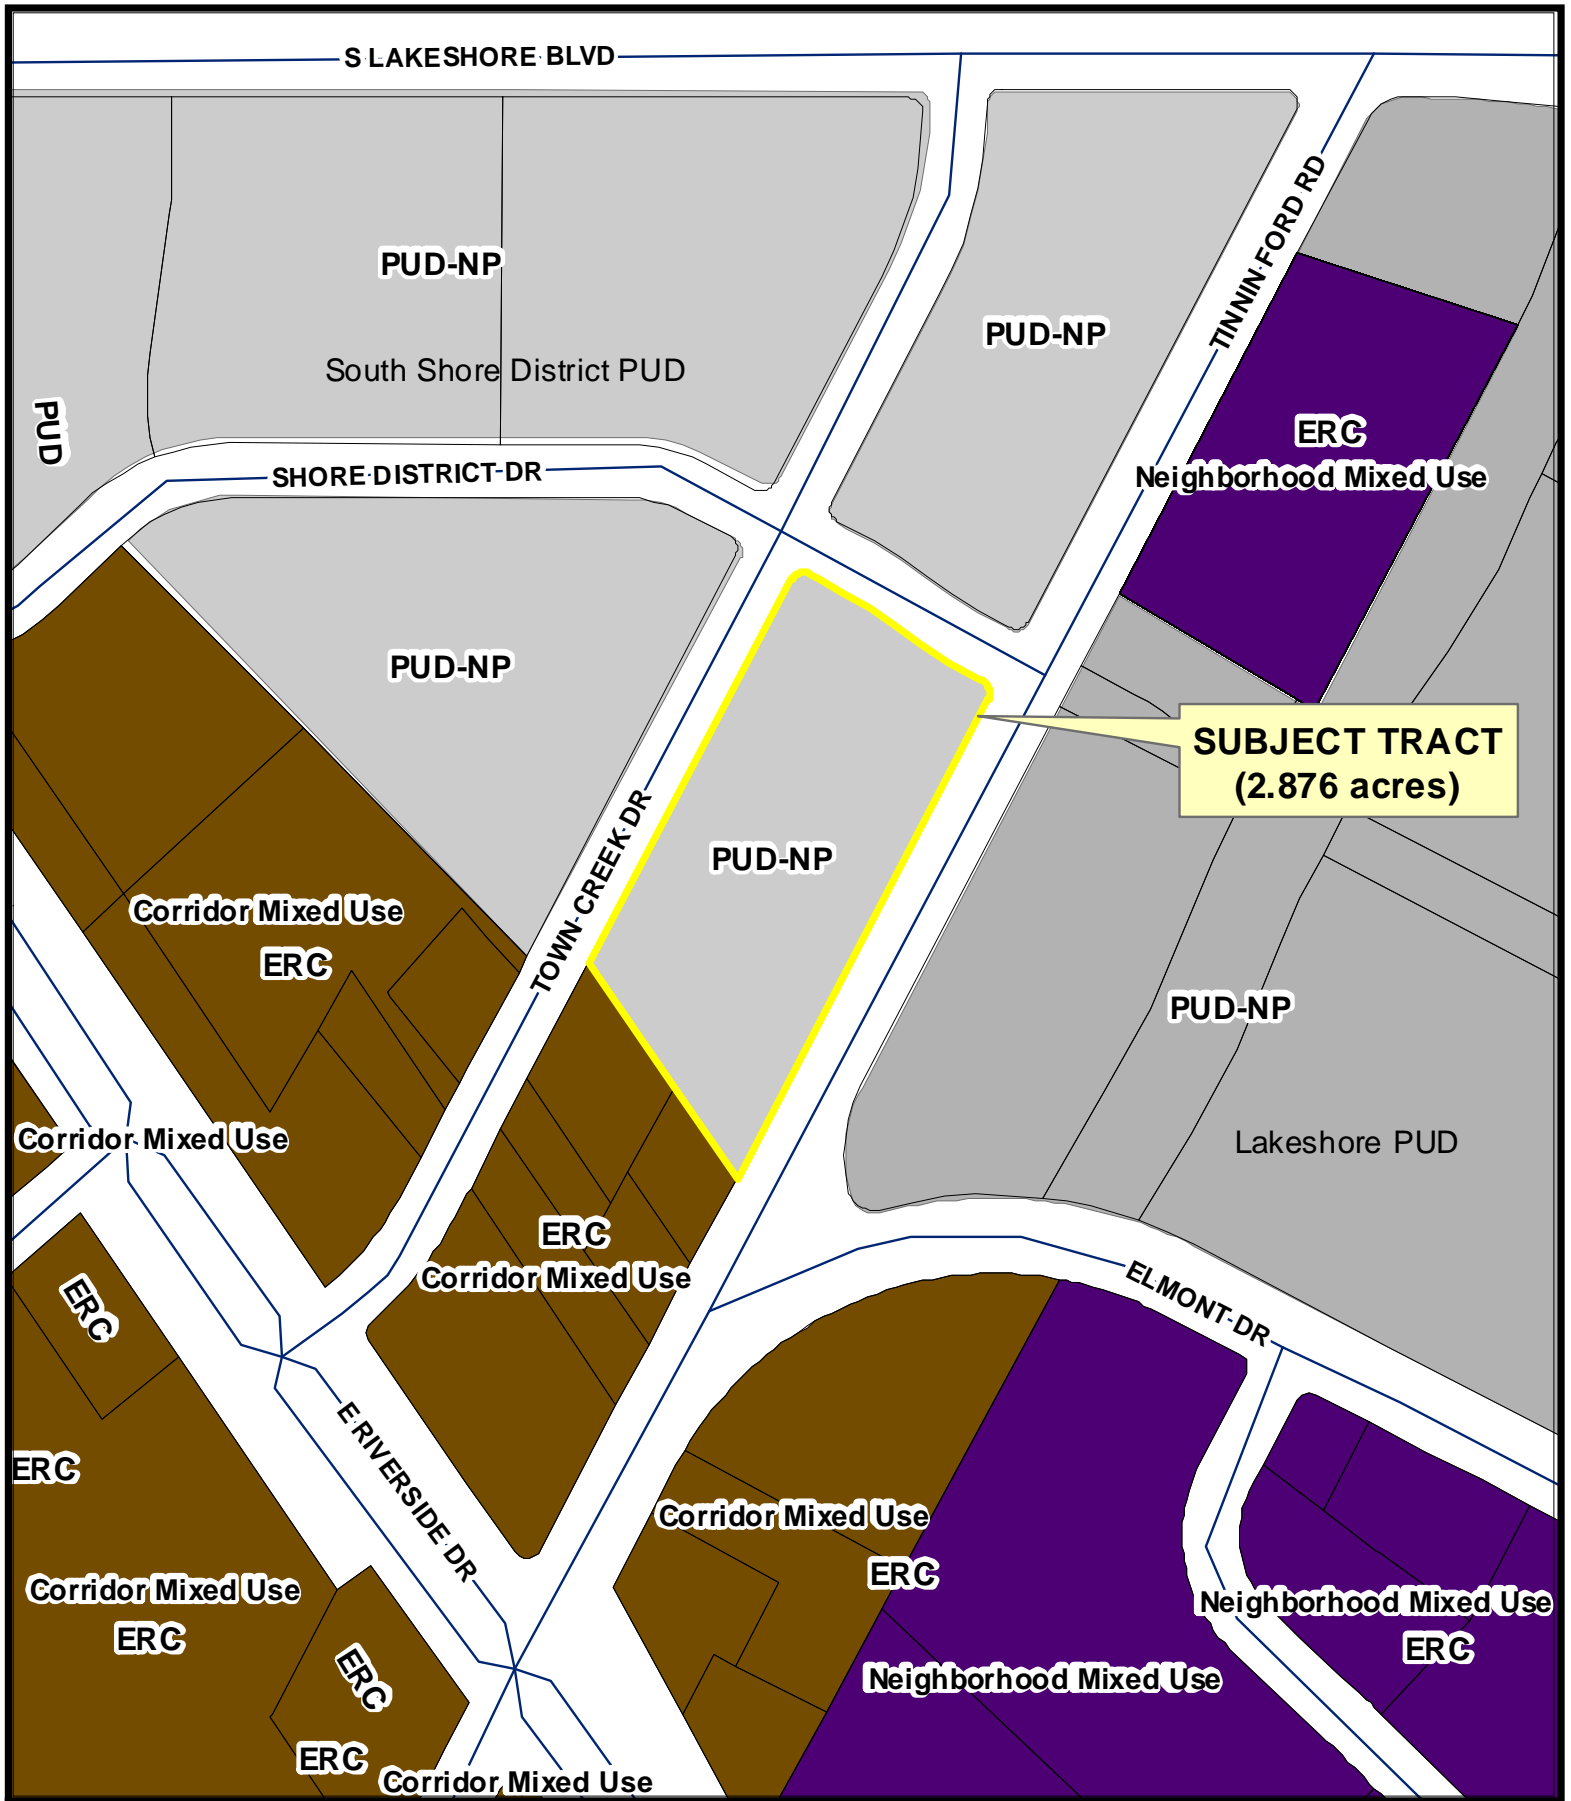 S LAKESHORE BLVD
TINNIN FORD RD
PUD-NP
PUD-NP
South Shore District PUD
PUD
ERC
Neighborhood Mixed Use
SHORE DISTRICT DR
PUD-NP
SUBJECT TRACT
(2.876 acres)
TOWN CREEK DR
PUD-NP
Corridor Mixed Use
ERC
PUD-NP
Corridor Mixed Use
Lakeshore PUD
ERC
Corridor Mixed Use
ERC
ELMONT DR
E RIVERSIDE DR
ERC
Corridor Mixed Use
ERC
Corridor Mixed Use
ERC
Neighborhood Mixed Use
ERC
ERC
Neighborhood Mixed Use
ERC
Corridor Mixed Use